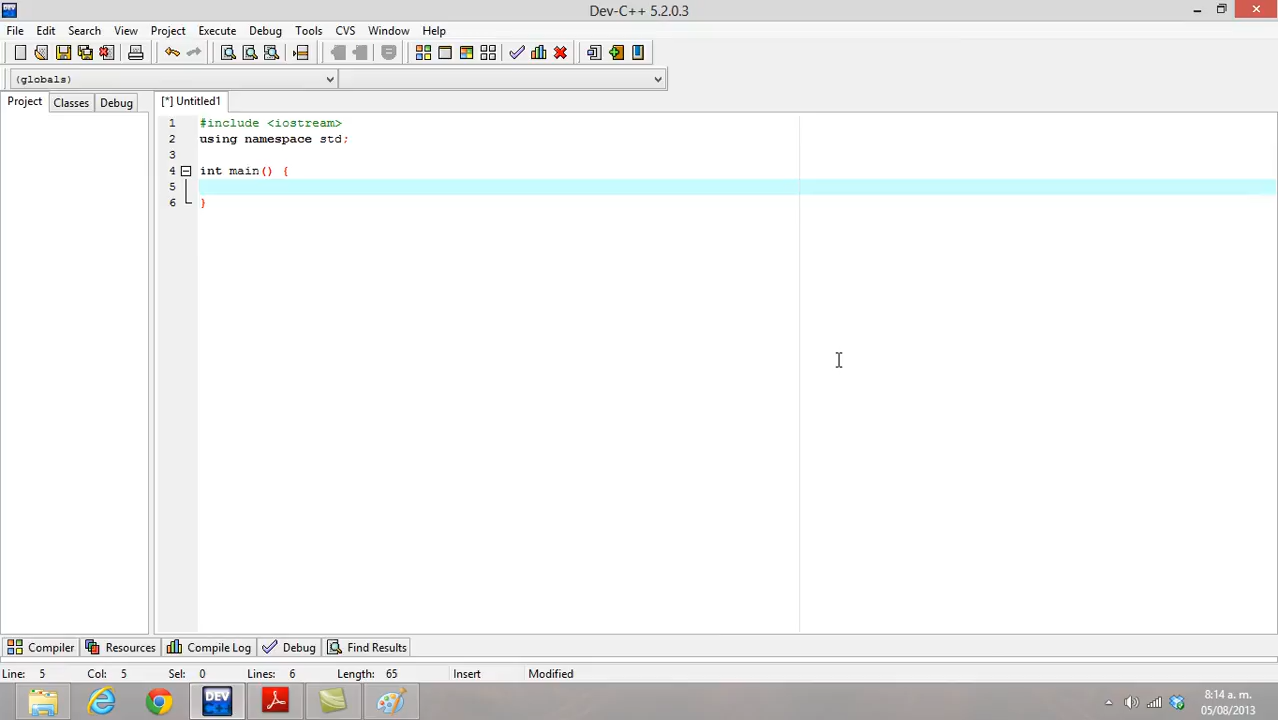 Dev-C++ 5.2.0.3
File Edit Search View Project Execute Debug Tools CVS Window Help
(globals)
Project Classes Debug [*] Untitled1
1 #include <iostream>
2 using namespace std;
3
4 int main() {
5
6 }
Compiler Resources Compile Log Debug Find Results
Line: 5 Col: 5 Sel: 0 Lines: 6 Length: 65 Insert Modified
DEV
8:14 a. m.
05/08/2013